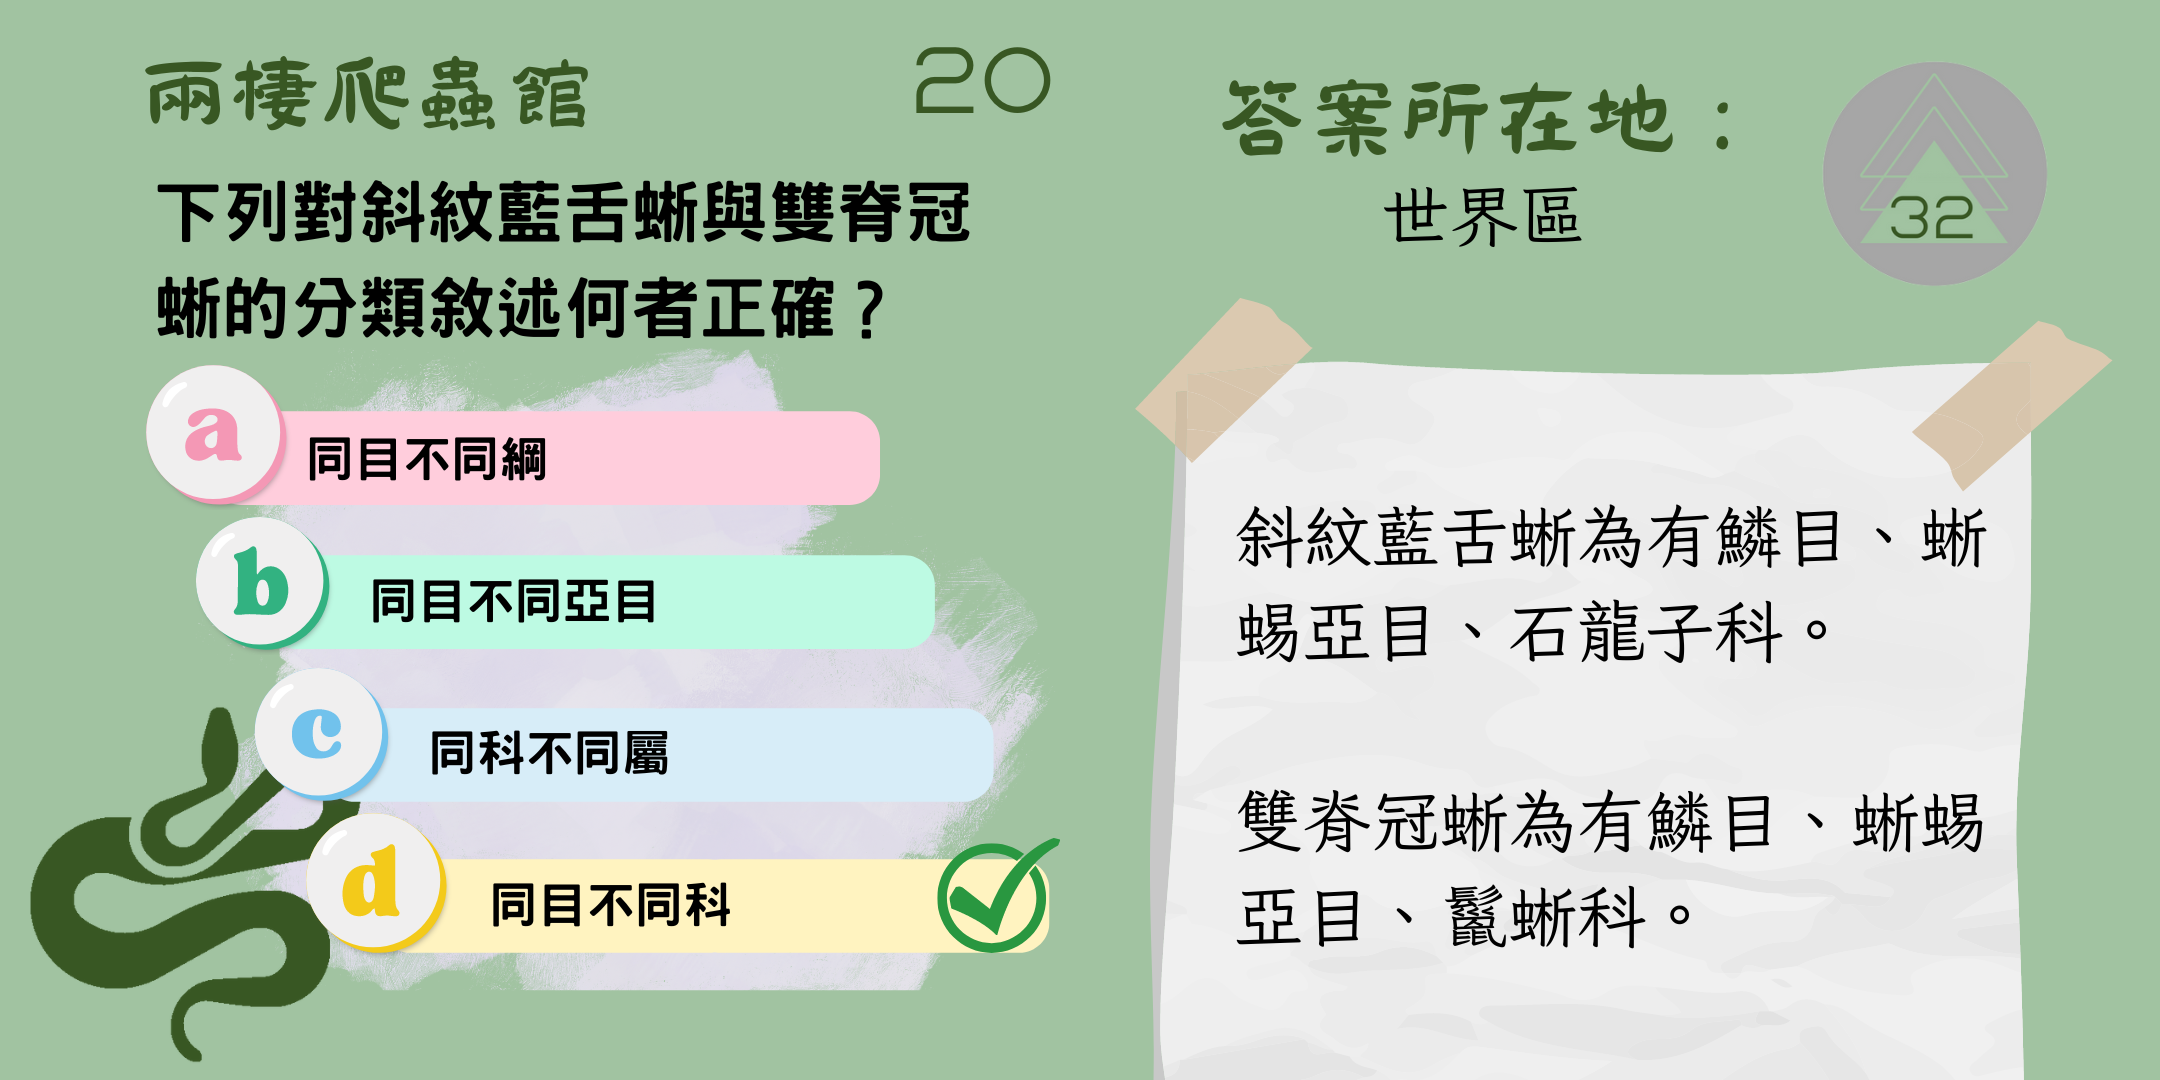 兩棲爬蟲館
20
下列對斜紋藍舌蜥與雙脊冠
蜥的分類敘述何者正確？
a
同目不同綱
b
同目不同亞目
c
同科不同屬
d
同目不同科
答案所在地：
世界區
32
斜紋藍舌蜥為有鱗目、蜥
蜴亞目、石龍子科。
雙脊冠蜥為有鱗目、蜥蜴
亞目、鬣蜥科。